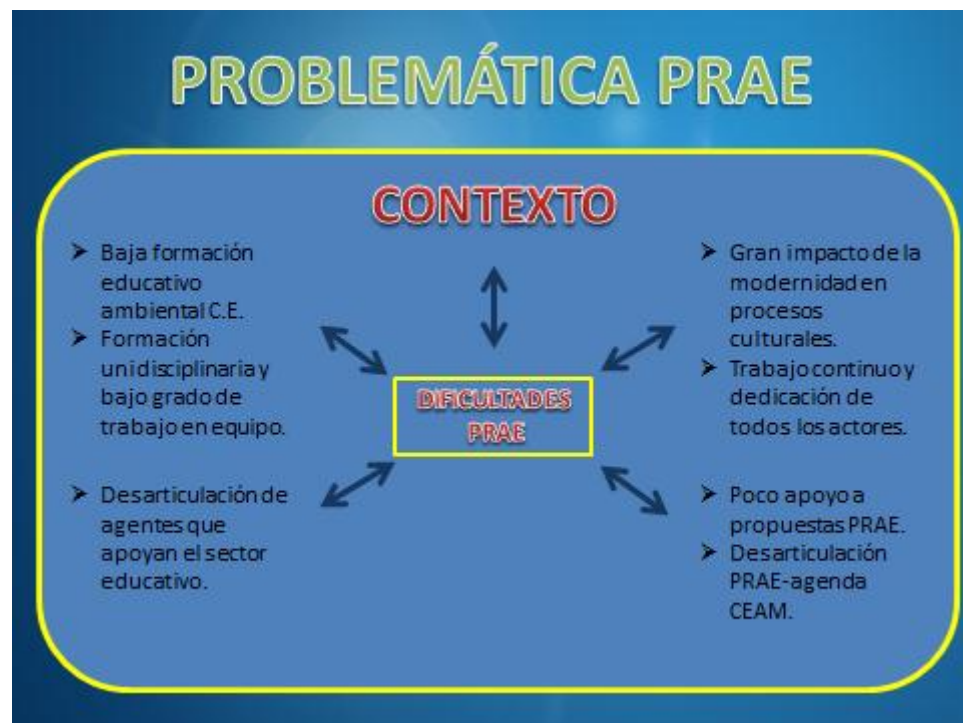 PROBLEMÁTICA PRAE
CONTEXTO
➢ Baja formación
educativo
ambiental C.E.
➢ Formación
unidisciplinaria y
bajo grado de
trabajo en equipo.
➢ Desarticulación de
agentes que
apoyan el sector
educativo.
DIFICULTADES
PRAE
➢ Gran impacto de la
modernidad en
procesos
culturales.
➢ Trabajo continuo y
dedicación de
todos los actores.
➢ Poco apoyo a
propuestas PRAE.
➢ Desarticulación
PRAE-agenda
CEAM.